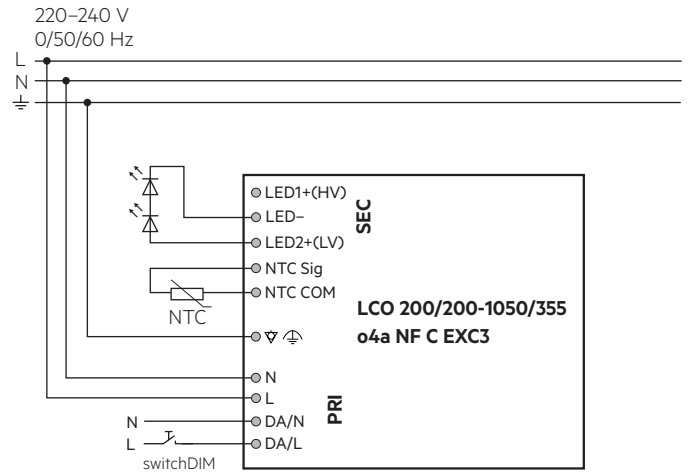 220–240 V
0/50/60 Hz
L
N
LED1+(HV)
LED–
LED2+(LV)
SEC
NTC Sig
NTC COM
NTC
LCO 200/200-1050/355
o4a NF C EXC3
N
L
PRI
N
DA/N
L
DA/L
switchDIM